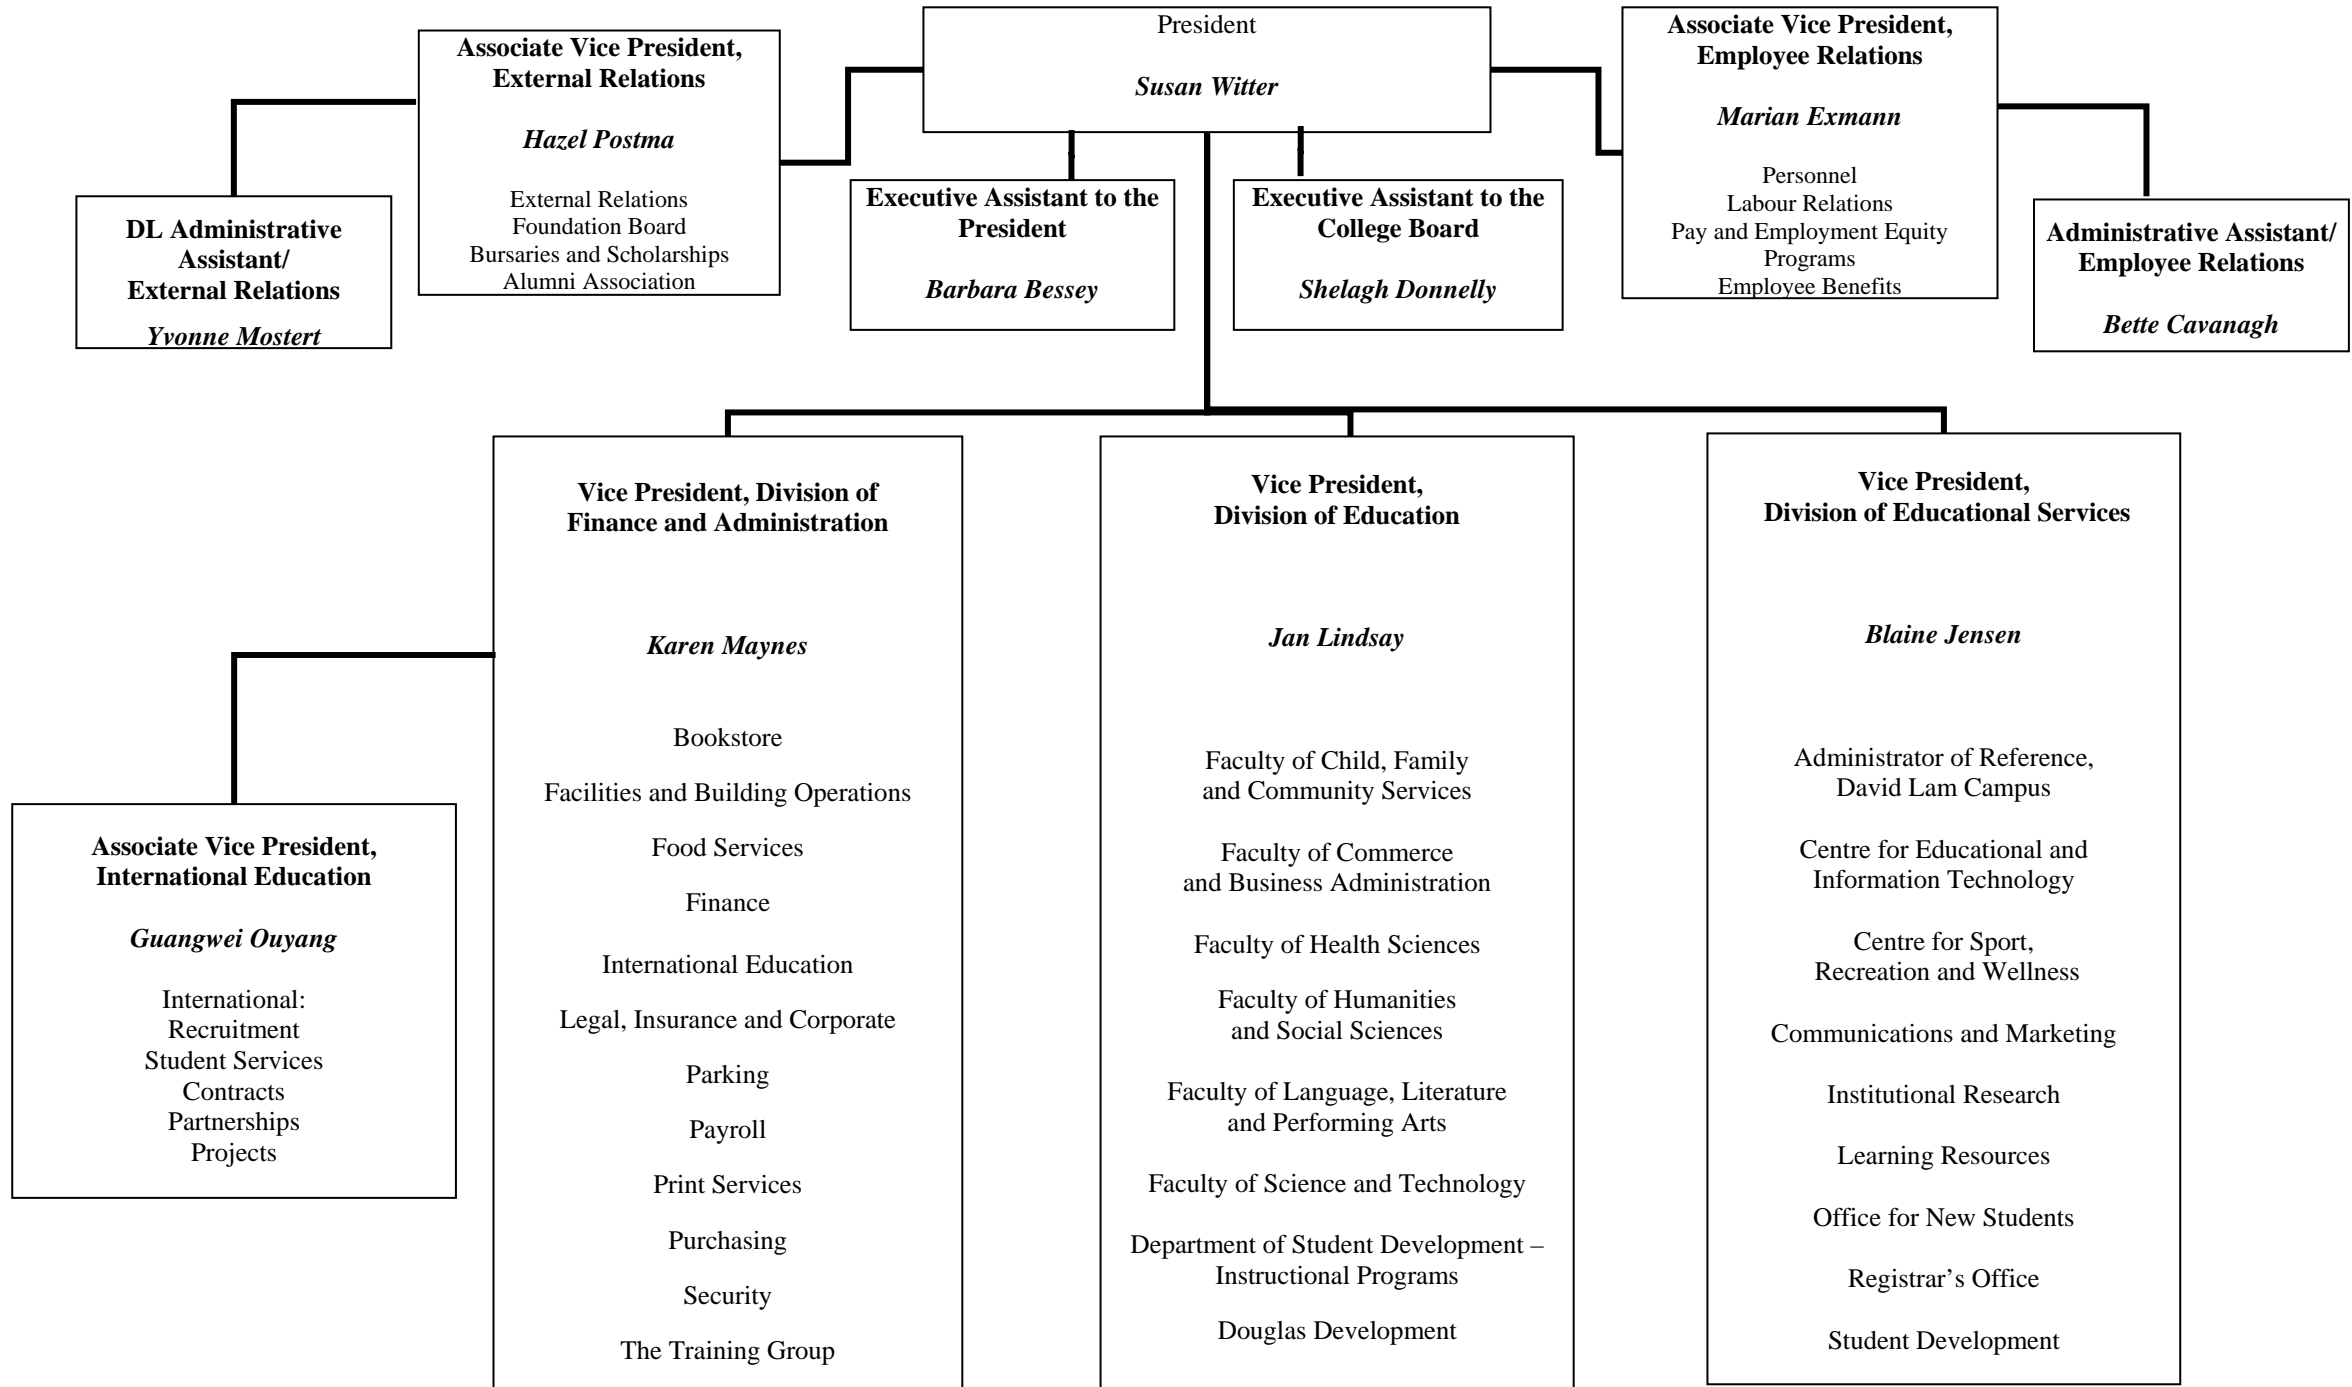 President
Susan Witter
Associate Vice President,
External Relations
Hazel Postma
External Relations
Foundation Board
Bursaries and Scholarships
Alumni Association
Associate Vice President,
Employee Relations
Marian Exmann
Personnel
Labour Relations
Pay and Employment Equity
Programs
Employee Benefits
DL Administrative
Assistant/
External Relations
Yvonne Mostert
Executive Assistant to the
President
Barbara Bessey
Executive Assistant to the
College Board
Shelagh Donnelly
Administrative Assistant/
Employee Relations
Bette Cavanagh
Vice President, Division of
Finance and Administration
Karen Maynes
Bookstore
Facilities and Building Operations
Food Services
Finance
International Education
Legal, Insurance and Corporate
Parking
Payroll
Print Services
Purchasing
Security
The Training Group
Vice President,
Division of Education
Jan Lindsay
Faculty of Child, Family
and Community Services
Faculty of Commerce
and Business Administration
Faculty of Health Sciences
Faculty of Humanities
and Social Sciences
Faculty of Language, Literature
and Performing Arts
Faculty of Science and Technology
Department of Student Development –
Instructional Programs
Douglas Development
Vice President,
Division of Educational Services
Blaine Jensen
Administrator of Reference,
David Lam Campus
Centre for Educational and
Information Technology
Centre for Sport,
Recreation and Wellness
Communications and Marketing
Institutional Research
Learning Resources
Office for New Students
Registrar’s Office
Student Development
Associate Vice President,
International Education
Guangwei Ouyang
International:
Recruitment
Student Services
Contracts
Partnerships
Projects